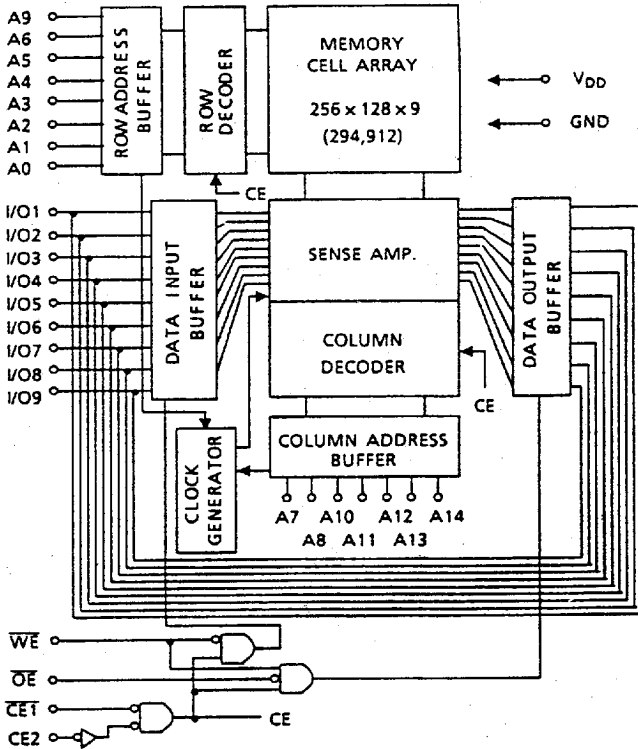 A9
A6
A5
A4
A3
A2
A1
A0
ROW ADDRESS
BUFFER
ROW
DECODER
MEMORY
CELL ARRAY
256 x 128 x 9
(294,912)
VDD
GND
CE
I/O1
I/O2
I/O3
I/O4
I/O5
I/O6
I/O7
I/O8
I/O9
DATA INPUT
BUFFER
SENSE AMP.
COLUMN
DECODER
DATA OUTPUT
BUFFER
CE
CLOCK
GENERATOR
COLUMN ADDRESS
BUFFER
A7 A10 A12 A14
A8 A11 A13
WE
OE
CE1
CE2
CE